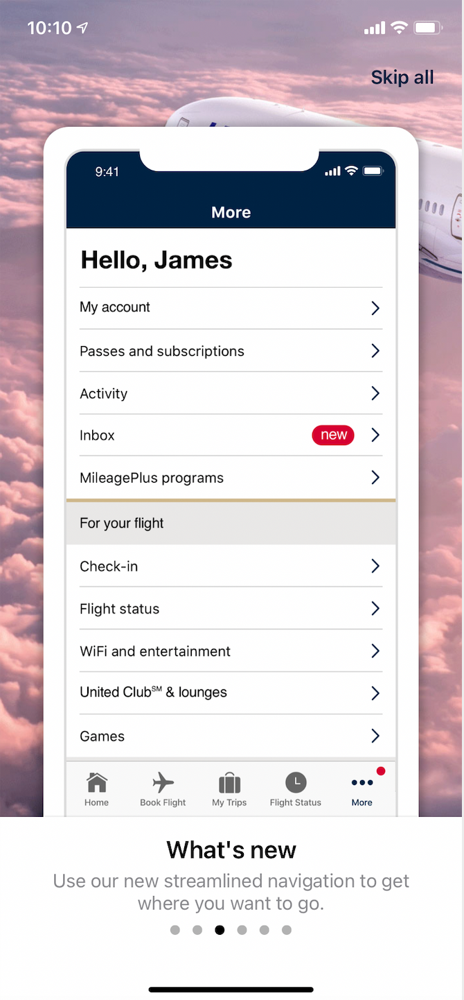 10:10
Skip all
9:41
More
Hello, James
My account
Passes and subscriptions
Activity
Inbox new
MileagePlus programs
For your flight
Check-in
Flight status
WiFi and entertainment
United Club℠ & lounges
Games
Home Book Flight My Trips Flight Status More
What's new
Use our new streamlined navigation to get
where you want to go.